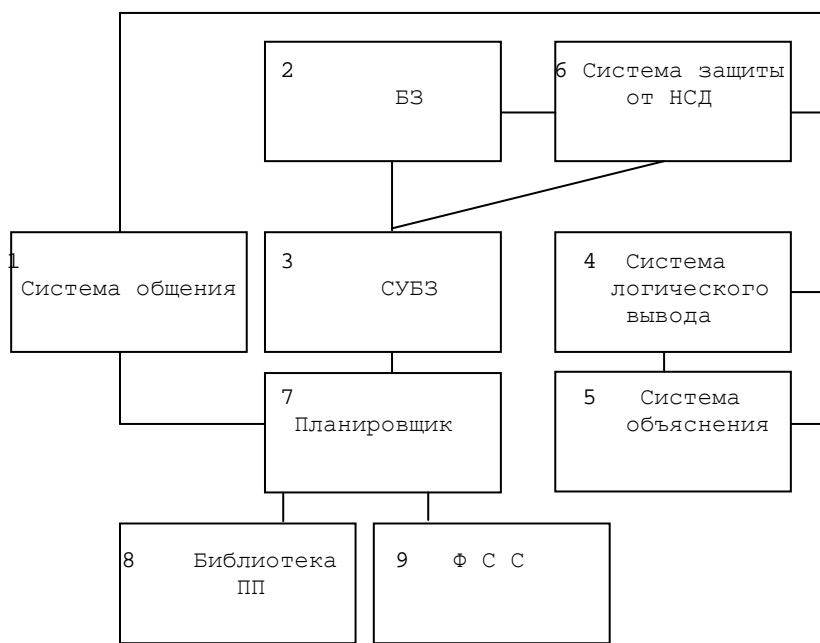 2
БЗ
6 Система защиты
от НСД
1
Система общения
3
СУБЗ
4 Система
логического
вывода
7
Планировщик
5 Система
объяснения
8 Библиотека
ПП
9 Ф С С